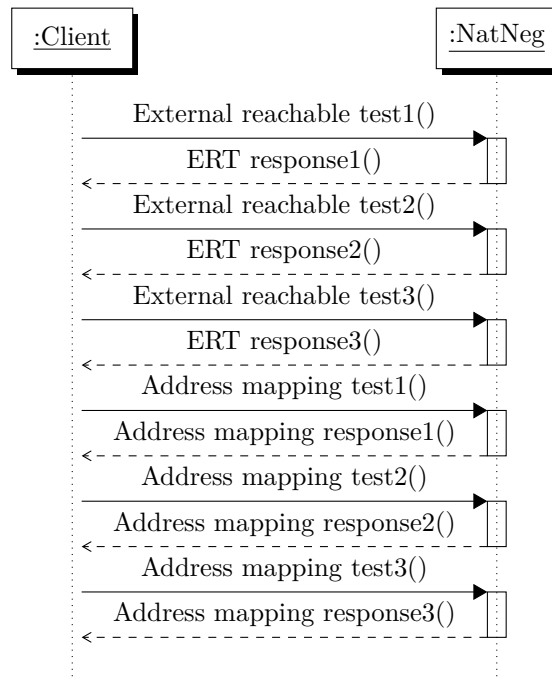 :Client
:NatNeg
External reachable test1()
ERT response1()
External reachable test2()
ERT response2()
External reachable test3()
ERT response3()
Address mapping test1()
Address mapping response1()
Address mapping test2()
Address mapping response2()
Address mapping test3()
Address mapping response3()